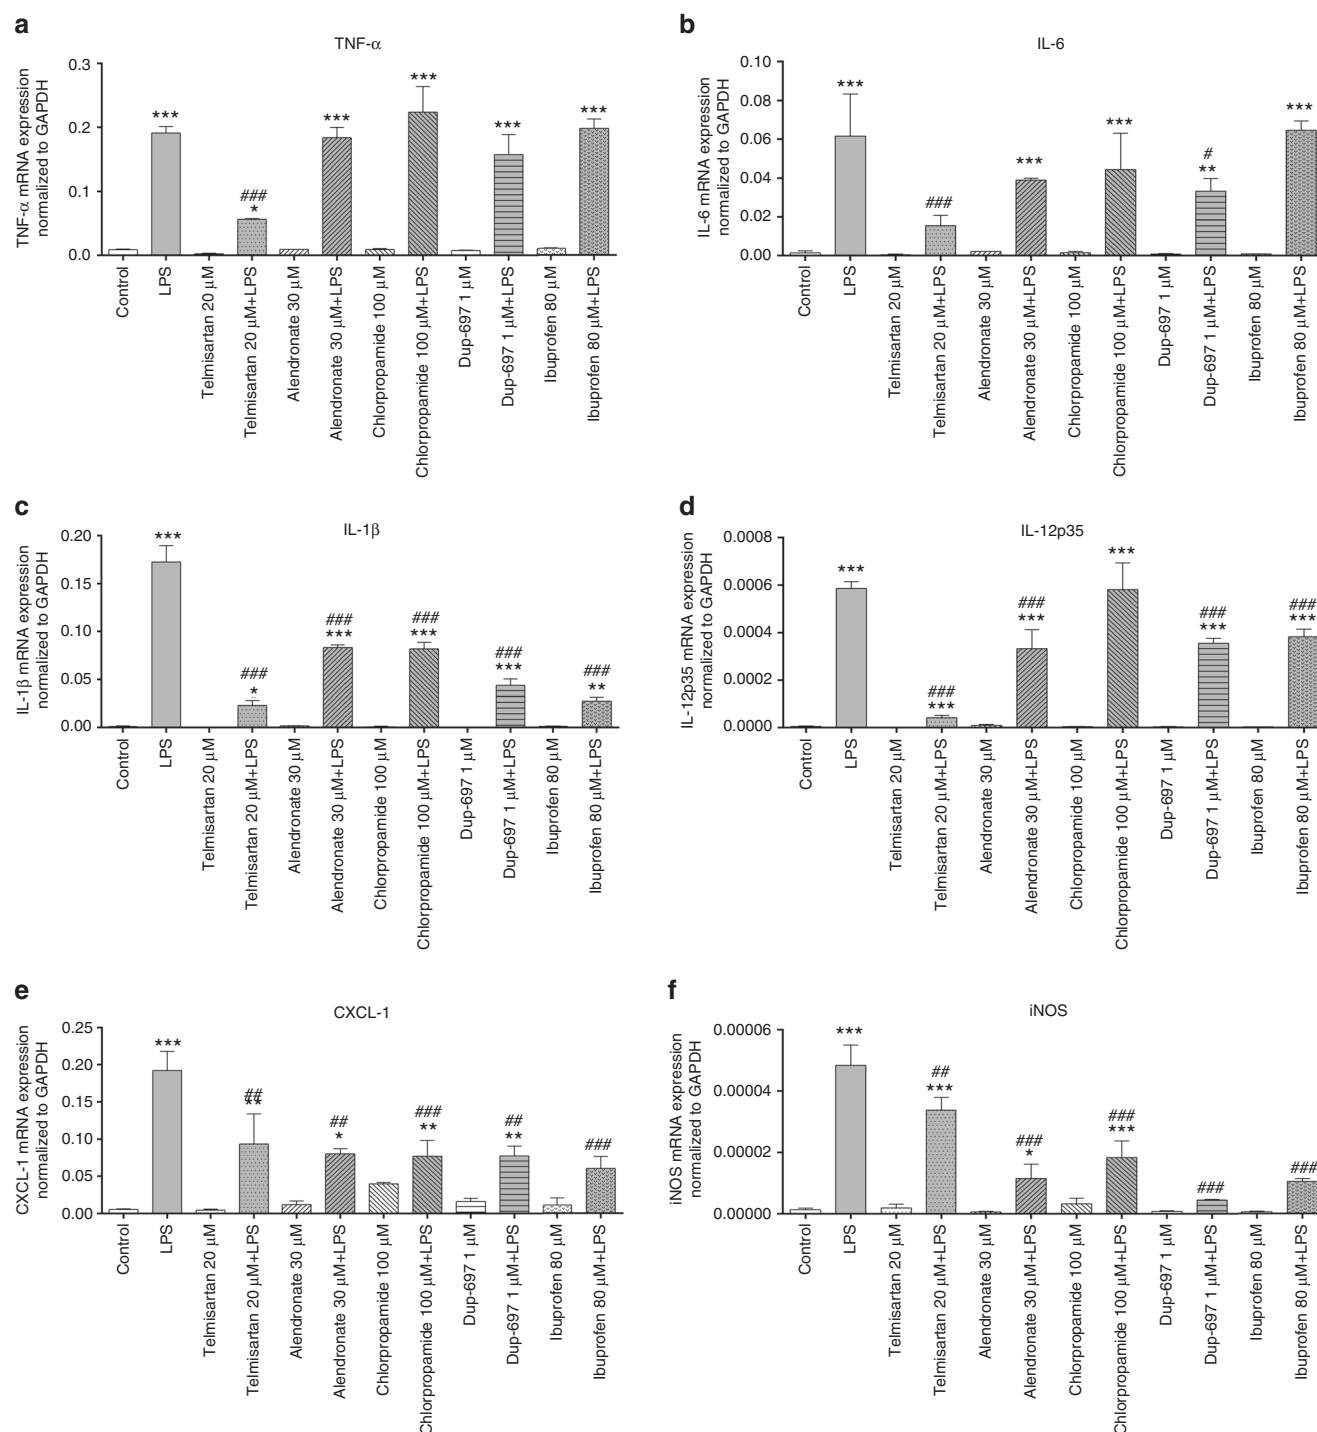 a
TNF-α
TNF-α mRNA expression
normalized to GAPDH
0.3
0.2
0.1
0.0
***
###
*
***
***
***
***
Control
LPS
Telmisartan 20 μM
Telmisartan 20 μM+LPS
Alendronate 30 μM
Alendronate 30 μM+LPS
Chlorpropamide 100 μM
Chlorpropamide 100 μM+LPS
Dup-697 1 μM
Dup-697 1 μM+LPS
Ibuprofen 80 μM
Ibuprofen 80 μM+LPS
b
IL-6
IL-6 mRNA expression
normalized to GAPDH
0.10
0.08
0.06
0.04
0.02
0.00
***
###
***
***
#
**
***
Control
LPS
Telmisartan 20 μM
Telmisartan 20 μM+LPS
Alendronate 30 μM
Alendronate 30 μM+LPS
Chlorpropamide 100 μM
Chlorpropamide 100 μM+LPS
Dup-697 1 μM
Dup-697 1 μM+LPS
Ibuprofen 80 μM
Ibuprofen 80 μM+LPS
c
IL-1β
IL-1β mRNA expression
normalized to GAPDH
0.20
0.15
0.10
0.05
0.00
***
###
*
###
***
###
***
###
***
###
**
Control
LPS
Telmisartan 20 μM
Telmisartan 20 μM+LPS
Alendronate 30 μM
Alendronate 30 μM+LPS
Chlorpropamide 100 μM
Chlorpropamide 100 μM+LPS
Dup-697 1 μM
Dup-697 1 μM+LPS
Ibuprofen 80 μM
Ibuprofen 80 μM+LPS
d
IL-12p35
IL-12p35 mRNA expression
normalized to GAPDH
0.0008
0.0006
0.0004
0.0002
0.0000
***
###
***
###
***
***
###
***
###
***
Control
LPS
Telmisartan 20 μM
Telmisartan 20 μM+LPS
Alendronate 30 μM
Alendronate 30 μM+LPS
Chlorpropamide 100 μM
Chlorpropamide 100 μM+LPS
Dup-697 1 μM
Dup-697 1 μM+LPS
Ibuprofen 80 μM
Ibuprofen 80 μM+LPS
e
CXCL-1
CXCL-1 mRNA expression
normalized to GAPDH
0.25
0.20
0.15
0.10
0.05
0.00
***
##
**
##
*
###
**
##
**
###
Control
LPS
Telmisartan 20 μM
Telmisartan 20 μM+LPS
Alendronate 30 μM
Alendronate 30 μM+LPS
Chlorpropamide 100 μM
Chlorpropamide 100 μM+LPS
Dup-697 1 μM
Dup-697 1 μM+LPS
Ibuprofen 80 μM
Ibuprofen 80 μM+LPS
f
iNOS
iNOS mRNA expression
normalized to GAPDH
0.00006
0.00004
0.00002
0.00000
***
##
***
###
*
###
***
###
###
Control
LPS
Telmisartan 20 μM
Telmisartan 20 μM+LPS
Alendronate 30 μM
Alendronate 30 μM+LPS
Chlorpropamide 100 μM
Chlorpropamide 100 μM+LPS
Dup-697 1 μM
Dup-697 1 μM+LPS
Ibuprofen 80 μM
Ibuprofen 80 μM+LPS